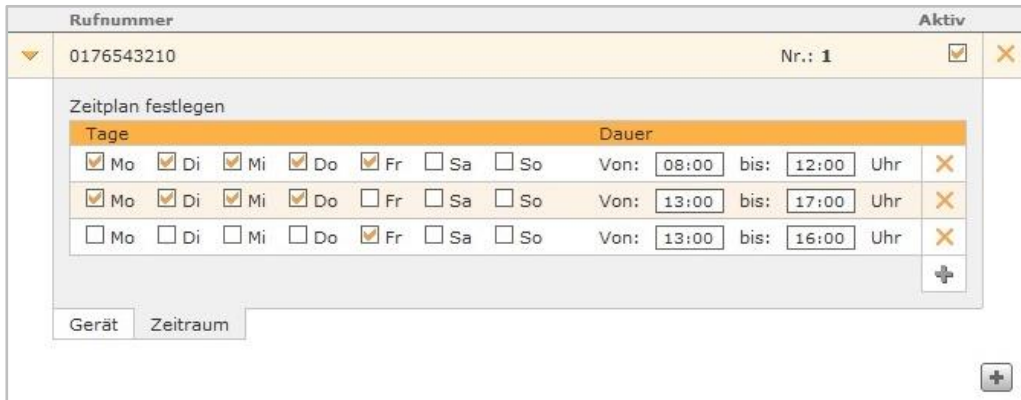 Rufnummer Aktiv
0176543210 Nr.: 1
Zeitplan festlegen
Tage Dauer
Mo Di Mi Do Fr Sa So Von: 08:00 bis: 12:00 Uhr
Mo Di Mi Do Fr Sa So Von: 13:00 bis: 17:00 Uhr
Mo Di Mi Do Fr Sa So Von: 13:00 bis: 16:00 Uhr
Gerät Zeitraum